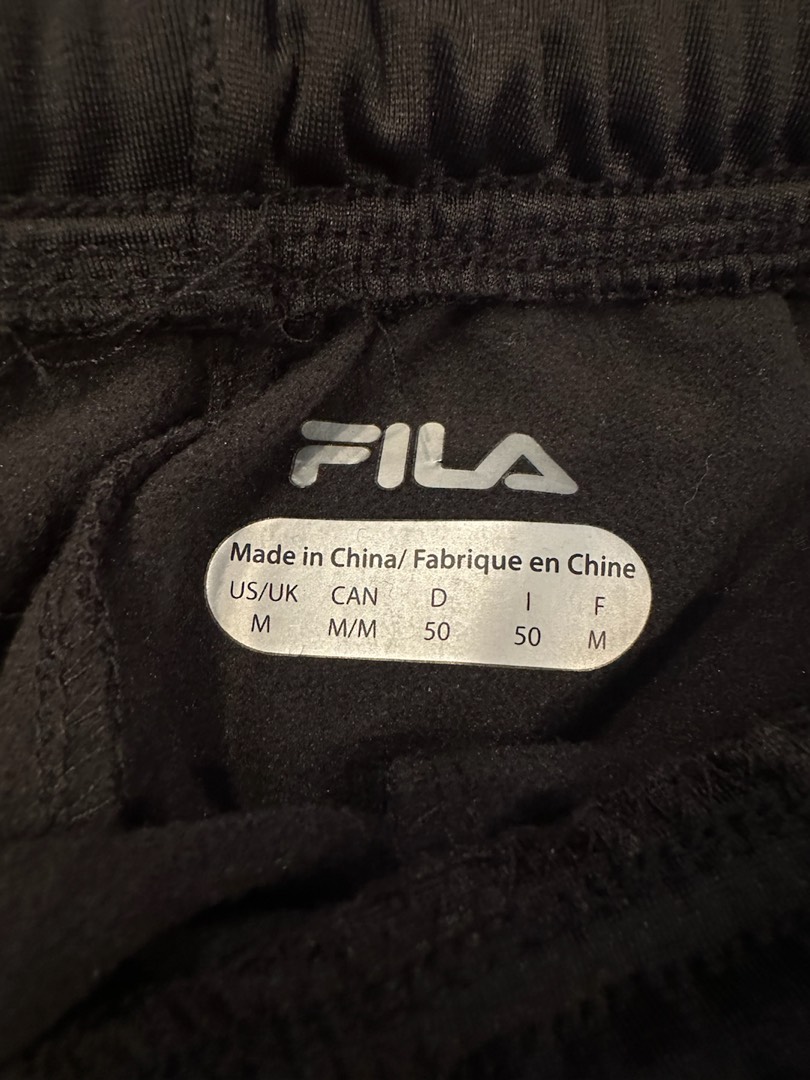 FILA
Made in China/ Fabrique en Chine
US/UK CAN D I F
M M/M 50 50 M